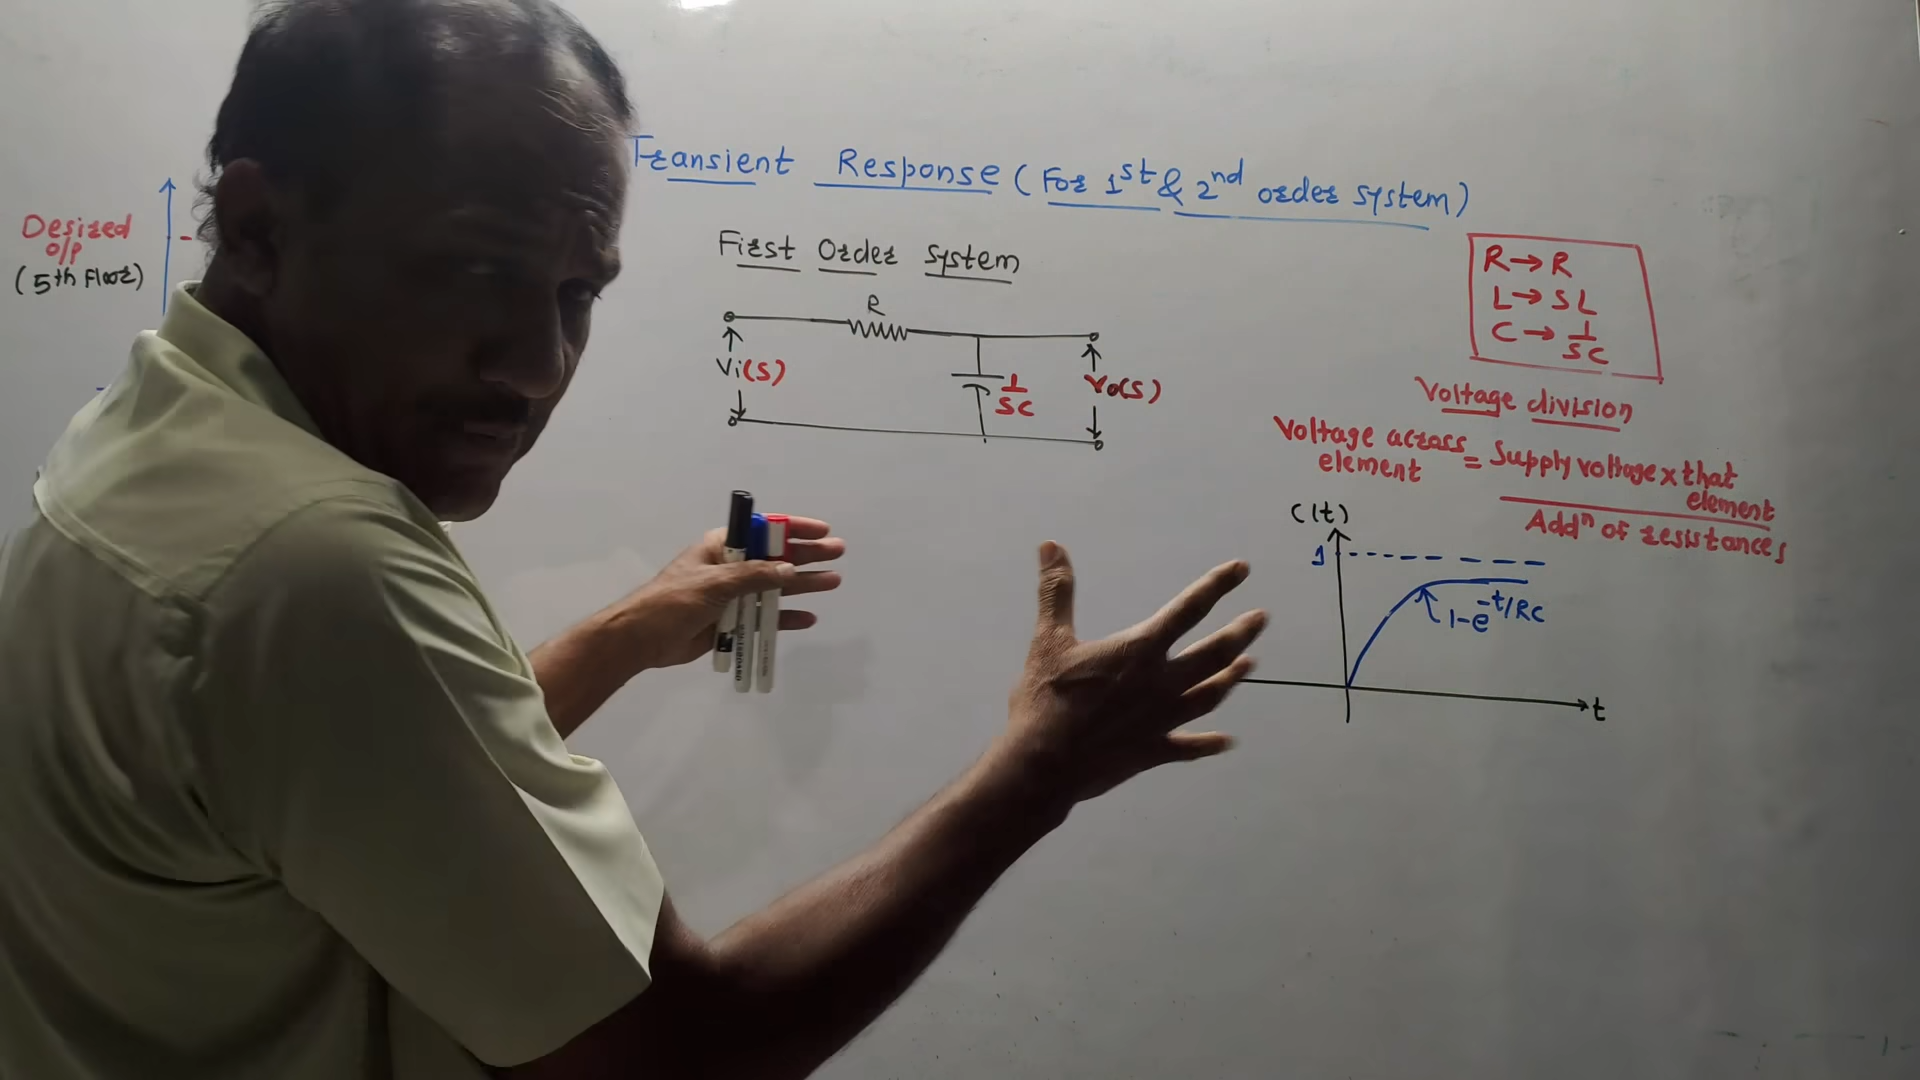 Transient Response (For 1st & 2nd order system)
Desired
o/p
(5th Floor)
First Order System
R
Vi(s)
1/SC
Vo(s)
R → R
L → SL
C → 1/SC
Voltage division
Voltage across element = Supply voltage x that element / Addn of resistances
C(t)
1
1-e^-t/RC
t